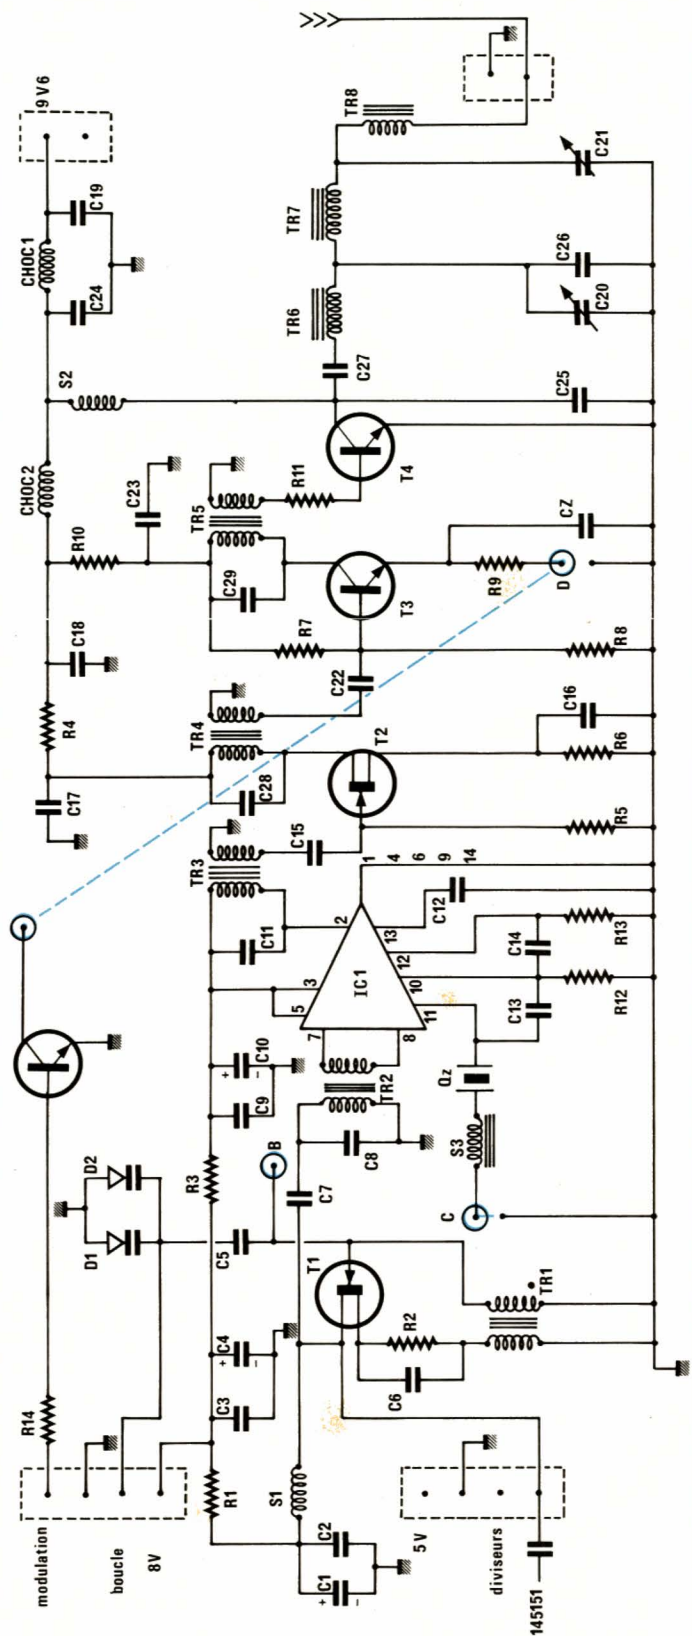 modulation
R14
boucle
8V
D1
D2
C17
R4
C18
CHOC2
R10
C23
S2
CHOC1
C24
C19
9V6
R1
C3
C4
C5
R3
C9
C10
C11
TR3
C28
TR4
C29
TR5
C1
C2
S1
C7
B
C8
TR2
7
5
3
8
IC1
2
11
10
12
13
1
4
6
9
14
C15
T1
T2
C22
R7
T3
R11
T4
C27
TR6
TR7
TR8
5V
diviseurs
145151
C6
R2
TR1
C
S3
Qz
C13
C14
C12
R12
R13
R5
R6
C16
R8
R9
D
CZ
C25
C20
C26
C21